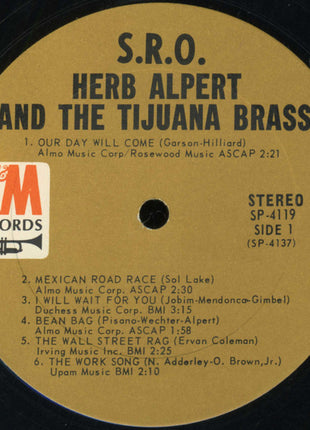 S.R.O.
HERB ALPERT
AND THE TIJUANA BRASS
1. OUR DAY WILL COME (Garson-Hilliard)
Almo Music Corp/Rosewood Music ASCAP 2:21
&M
CORDS
STEREO
SP-4119
SIDE 1
(SP-4137)
2. MEXICAN ROAD RACE (Sol Lake)
Almo Music Corp. ASCAP 2:30
3. I WILL WAIT FOR YOU (Jobim-Mendonca-Gimbel)
Duchess Music Corp. BMI 3:15
4. BEAN BAG (Pisano-Wechter-Alpert)
Almo Music Corp. ASCAP 1:58
5. THE WALL STREET RAG (Ervan Coleman)
Irving Music Inc. BMI 2:25
6. THE WORK SONG (N. Adderley-O. Brown,Jr.)
Upam Music BMI 2:10